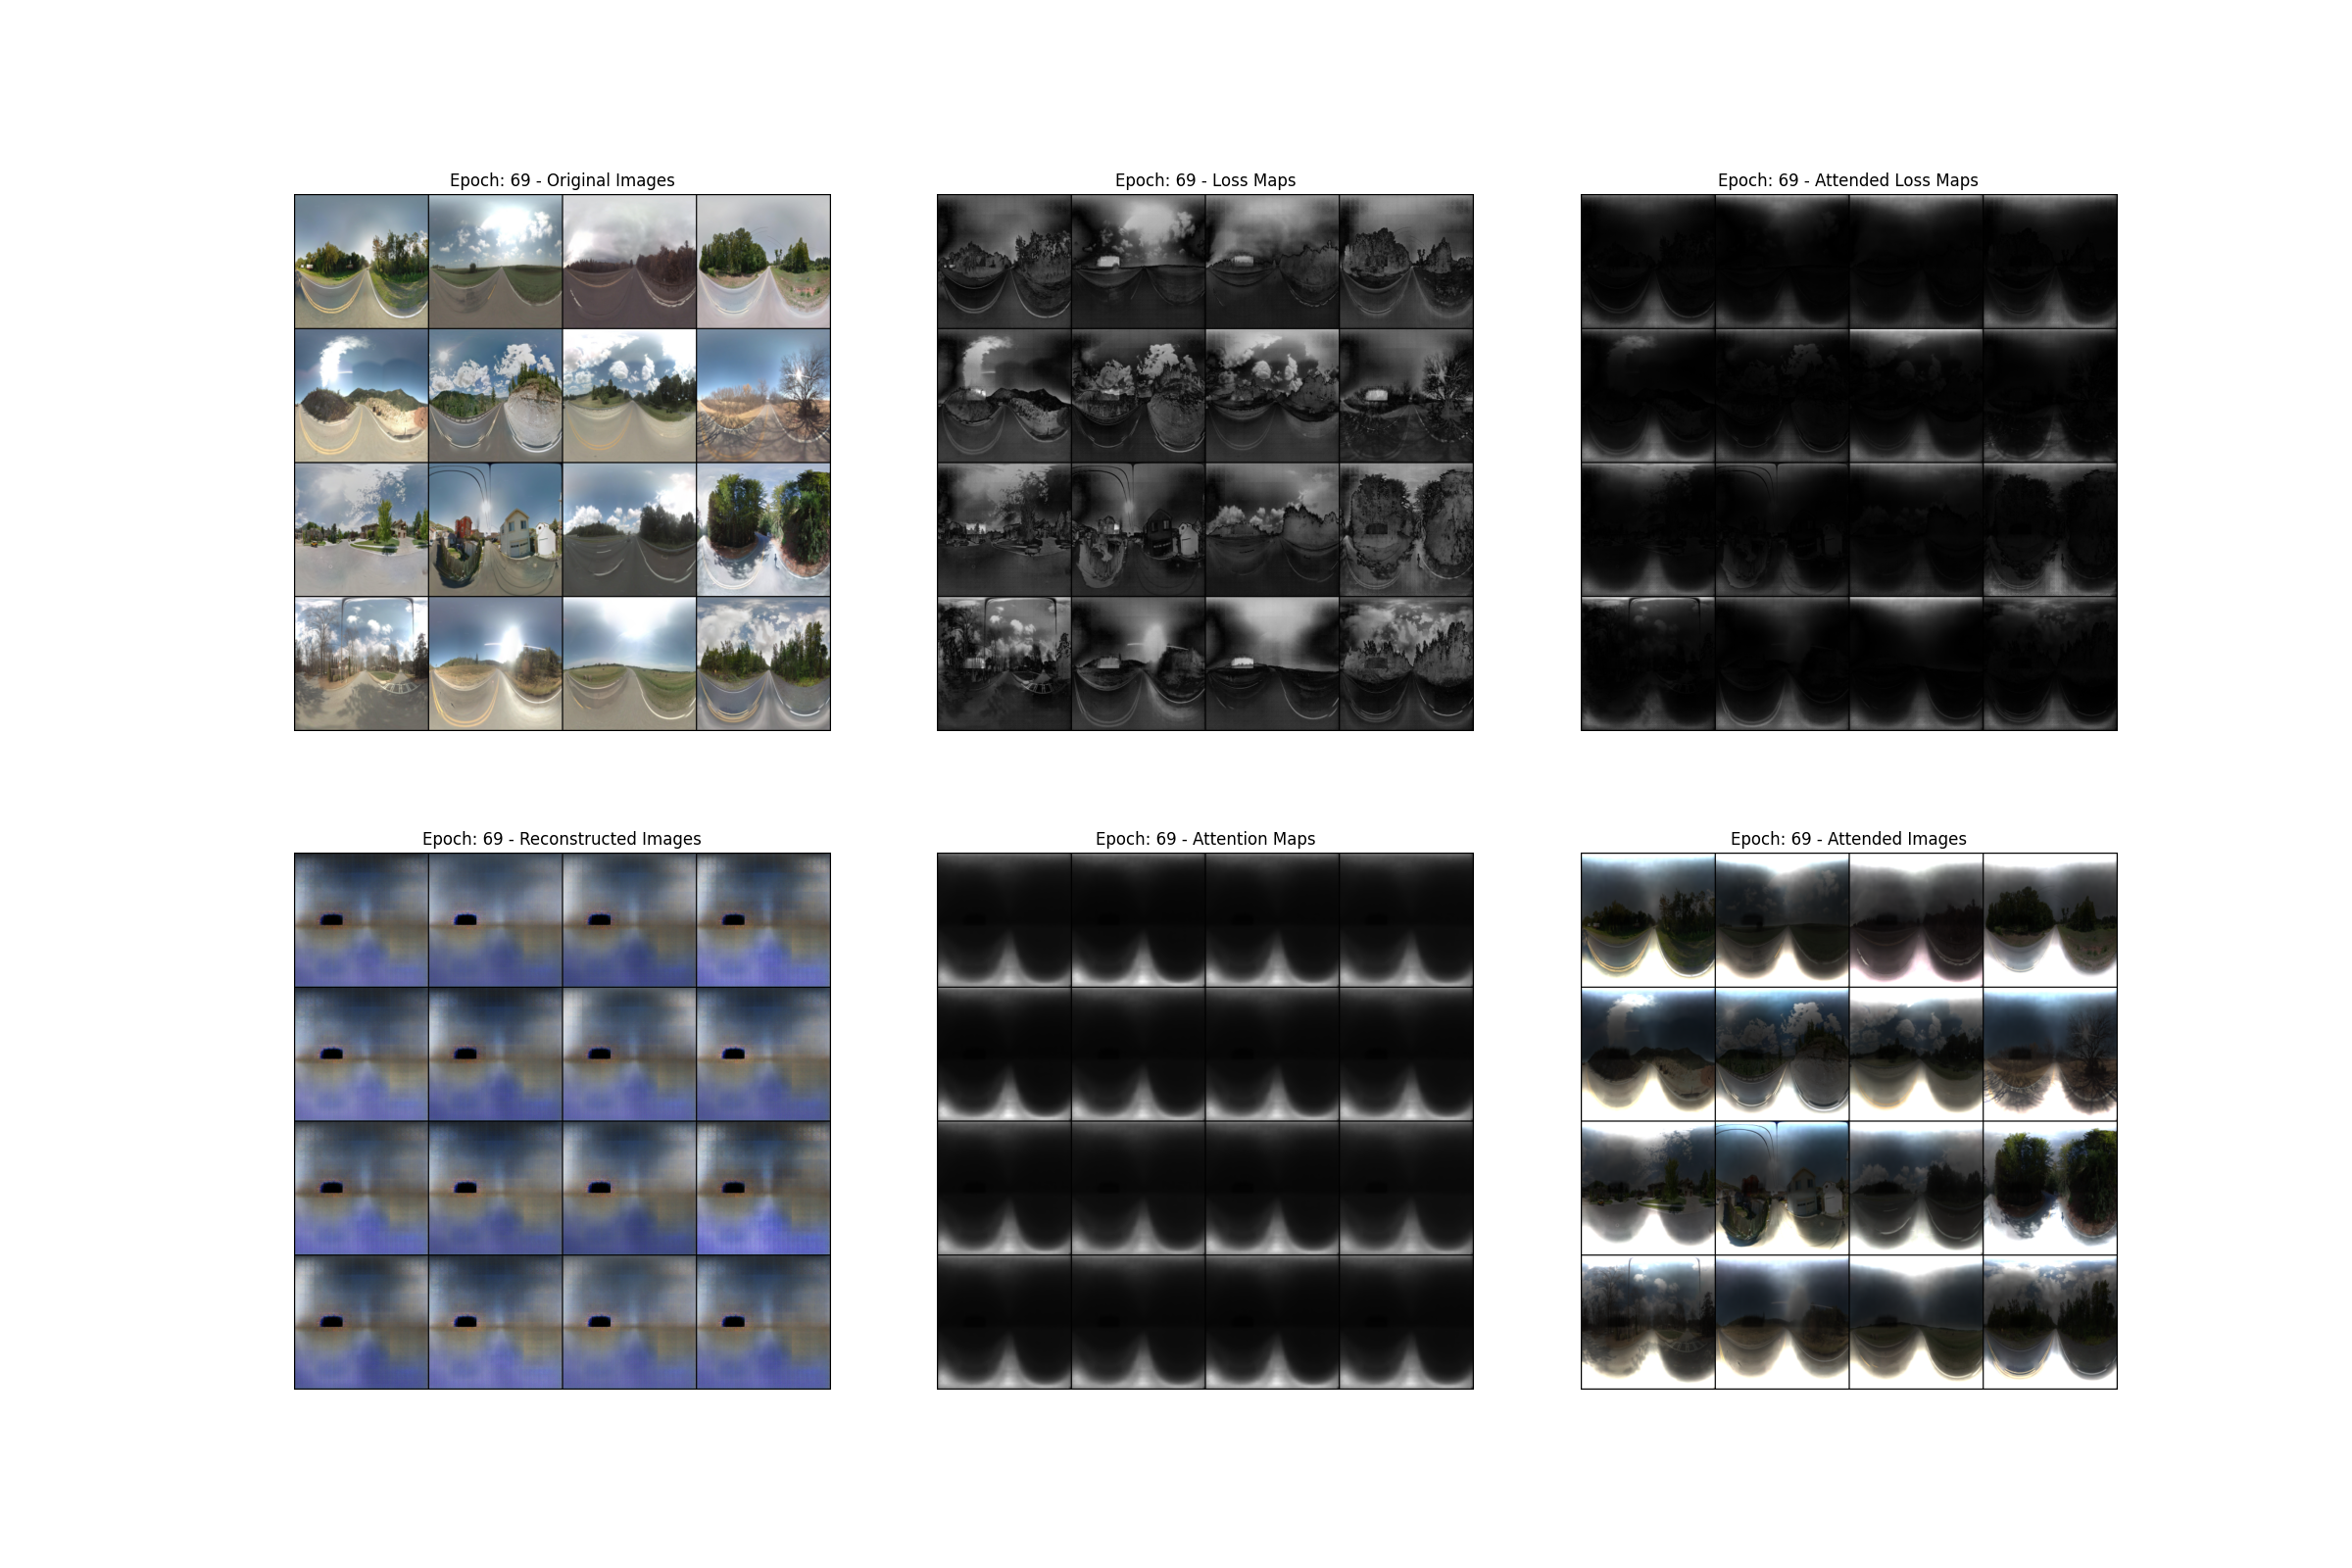 Epoch: 69 - Original Images
Epoch: 69 - Loss Maps
Epoch: 69 - Attended Loss Maps
Epoch: 69 - Reconstructed Images
Epoch: 69 - Attention Maps
Epoch: 69 - Attended Images